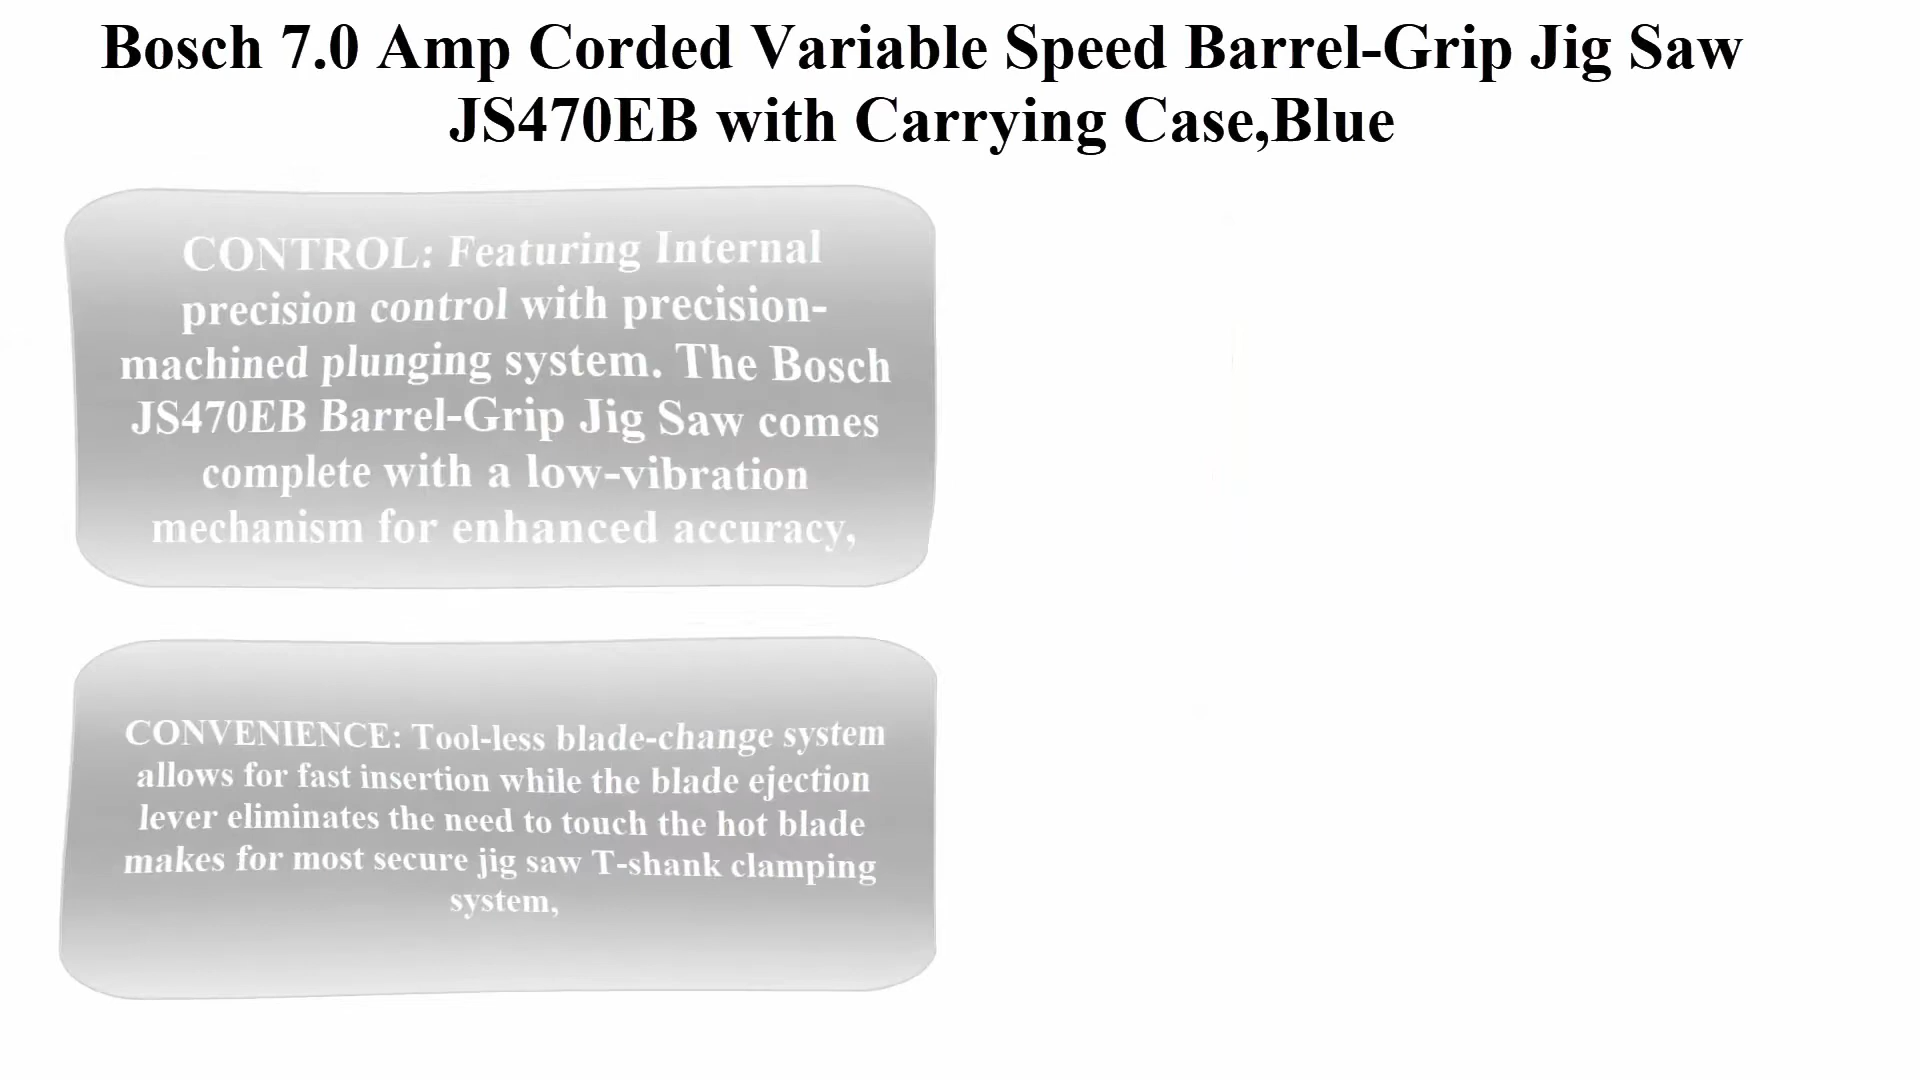 Bosch 7.0 Amp Corded Variable Speed Barrel-Grip Jig Saw
JS470EB with Carrying Case,Blue
CONTROL: Featuring Internal
precision control with precision-
machined plunging system. The Bosch
JS470EB Barrel-Grip Jig Saw comes
complete with a low-vibration
mechanism for enhanced accuracy,
CONVENIENCE: Tool-less blade-change system
allows for fast insertion while the blade ejection
lever eliminates the need to touch the hot blade
makes for most secure jig saw T-shank clamping
system,